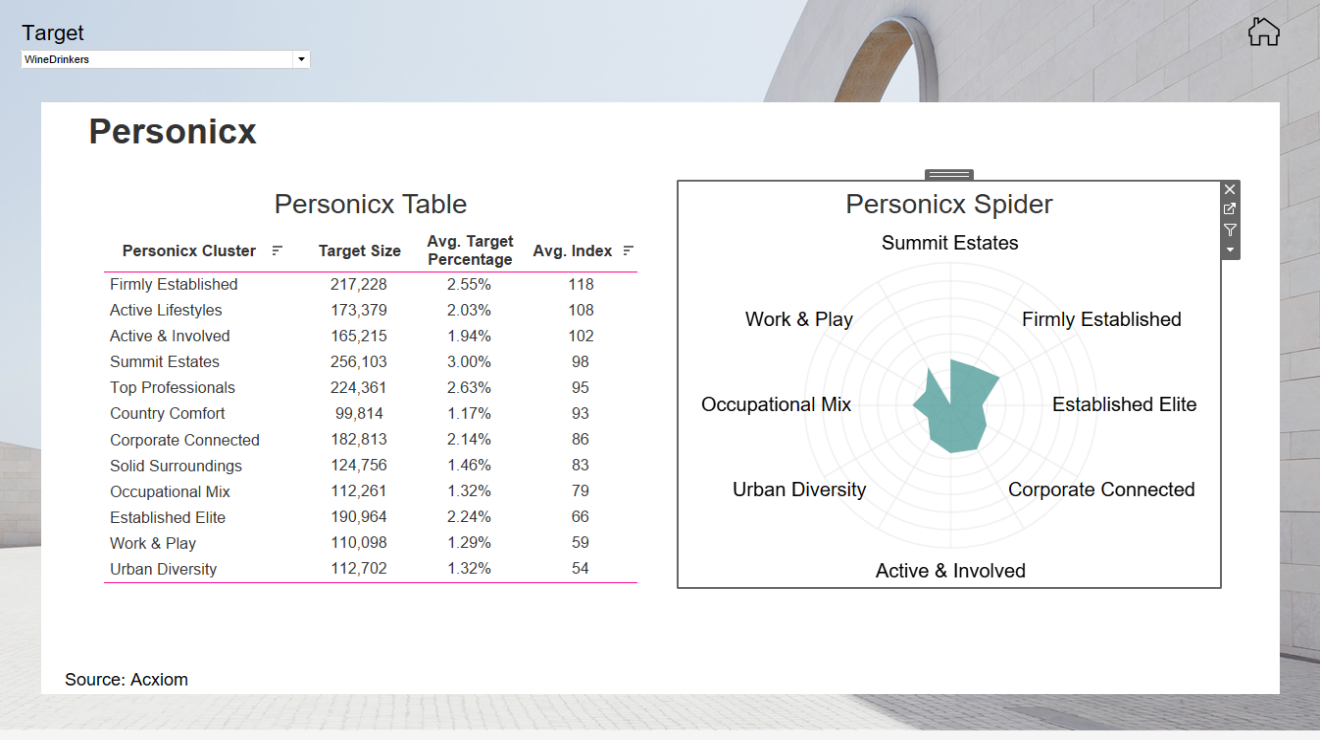 Target
WineDrinkers
Personicx
Personicx Table
Personicx Cluster Target Size Avg. Target Percentage Avg. Index
Firmly Established 217,228 2.55% 118
Active Lifestyles 173,379 2.03% 108
Active & Involved 165,215 1.94% 102
Summit Estates 256,103 3.00% 98
Top Professionals 224,361 2.63% 95
Country Comfort 99,814 1.17% 93
Corporate Connected 182,813 2.14% 86
Solid Surroundings 124,756 1.46% 83
Occupational Mix 112,261 1.32% 79
Established Elite 190,964 2.24% 66
Work & Play 110,098 1.29% 59
Urban Diversity 112,702 1.32% 54
Personicx Spider
Summit Estates
Work & Play
Firmly Established
Occupational Mix
Established Elite
Urban Diversity
Corporate Connected
Active & Involved
Source: Acxiom